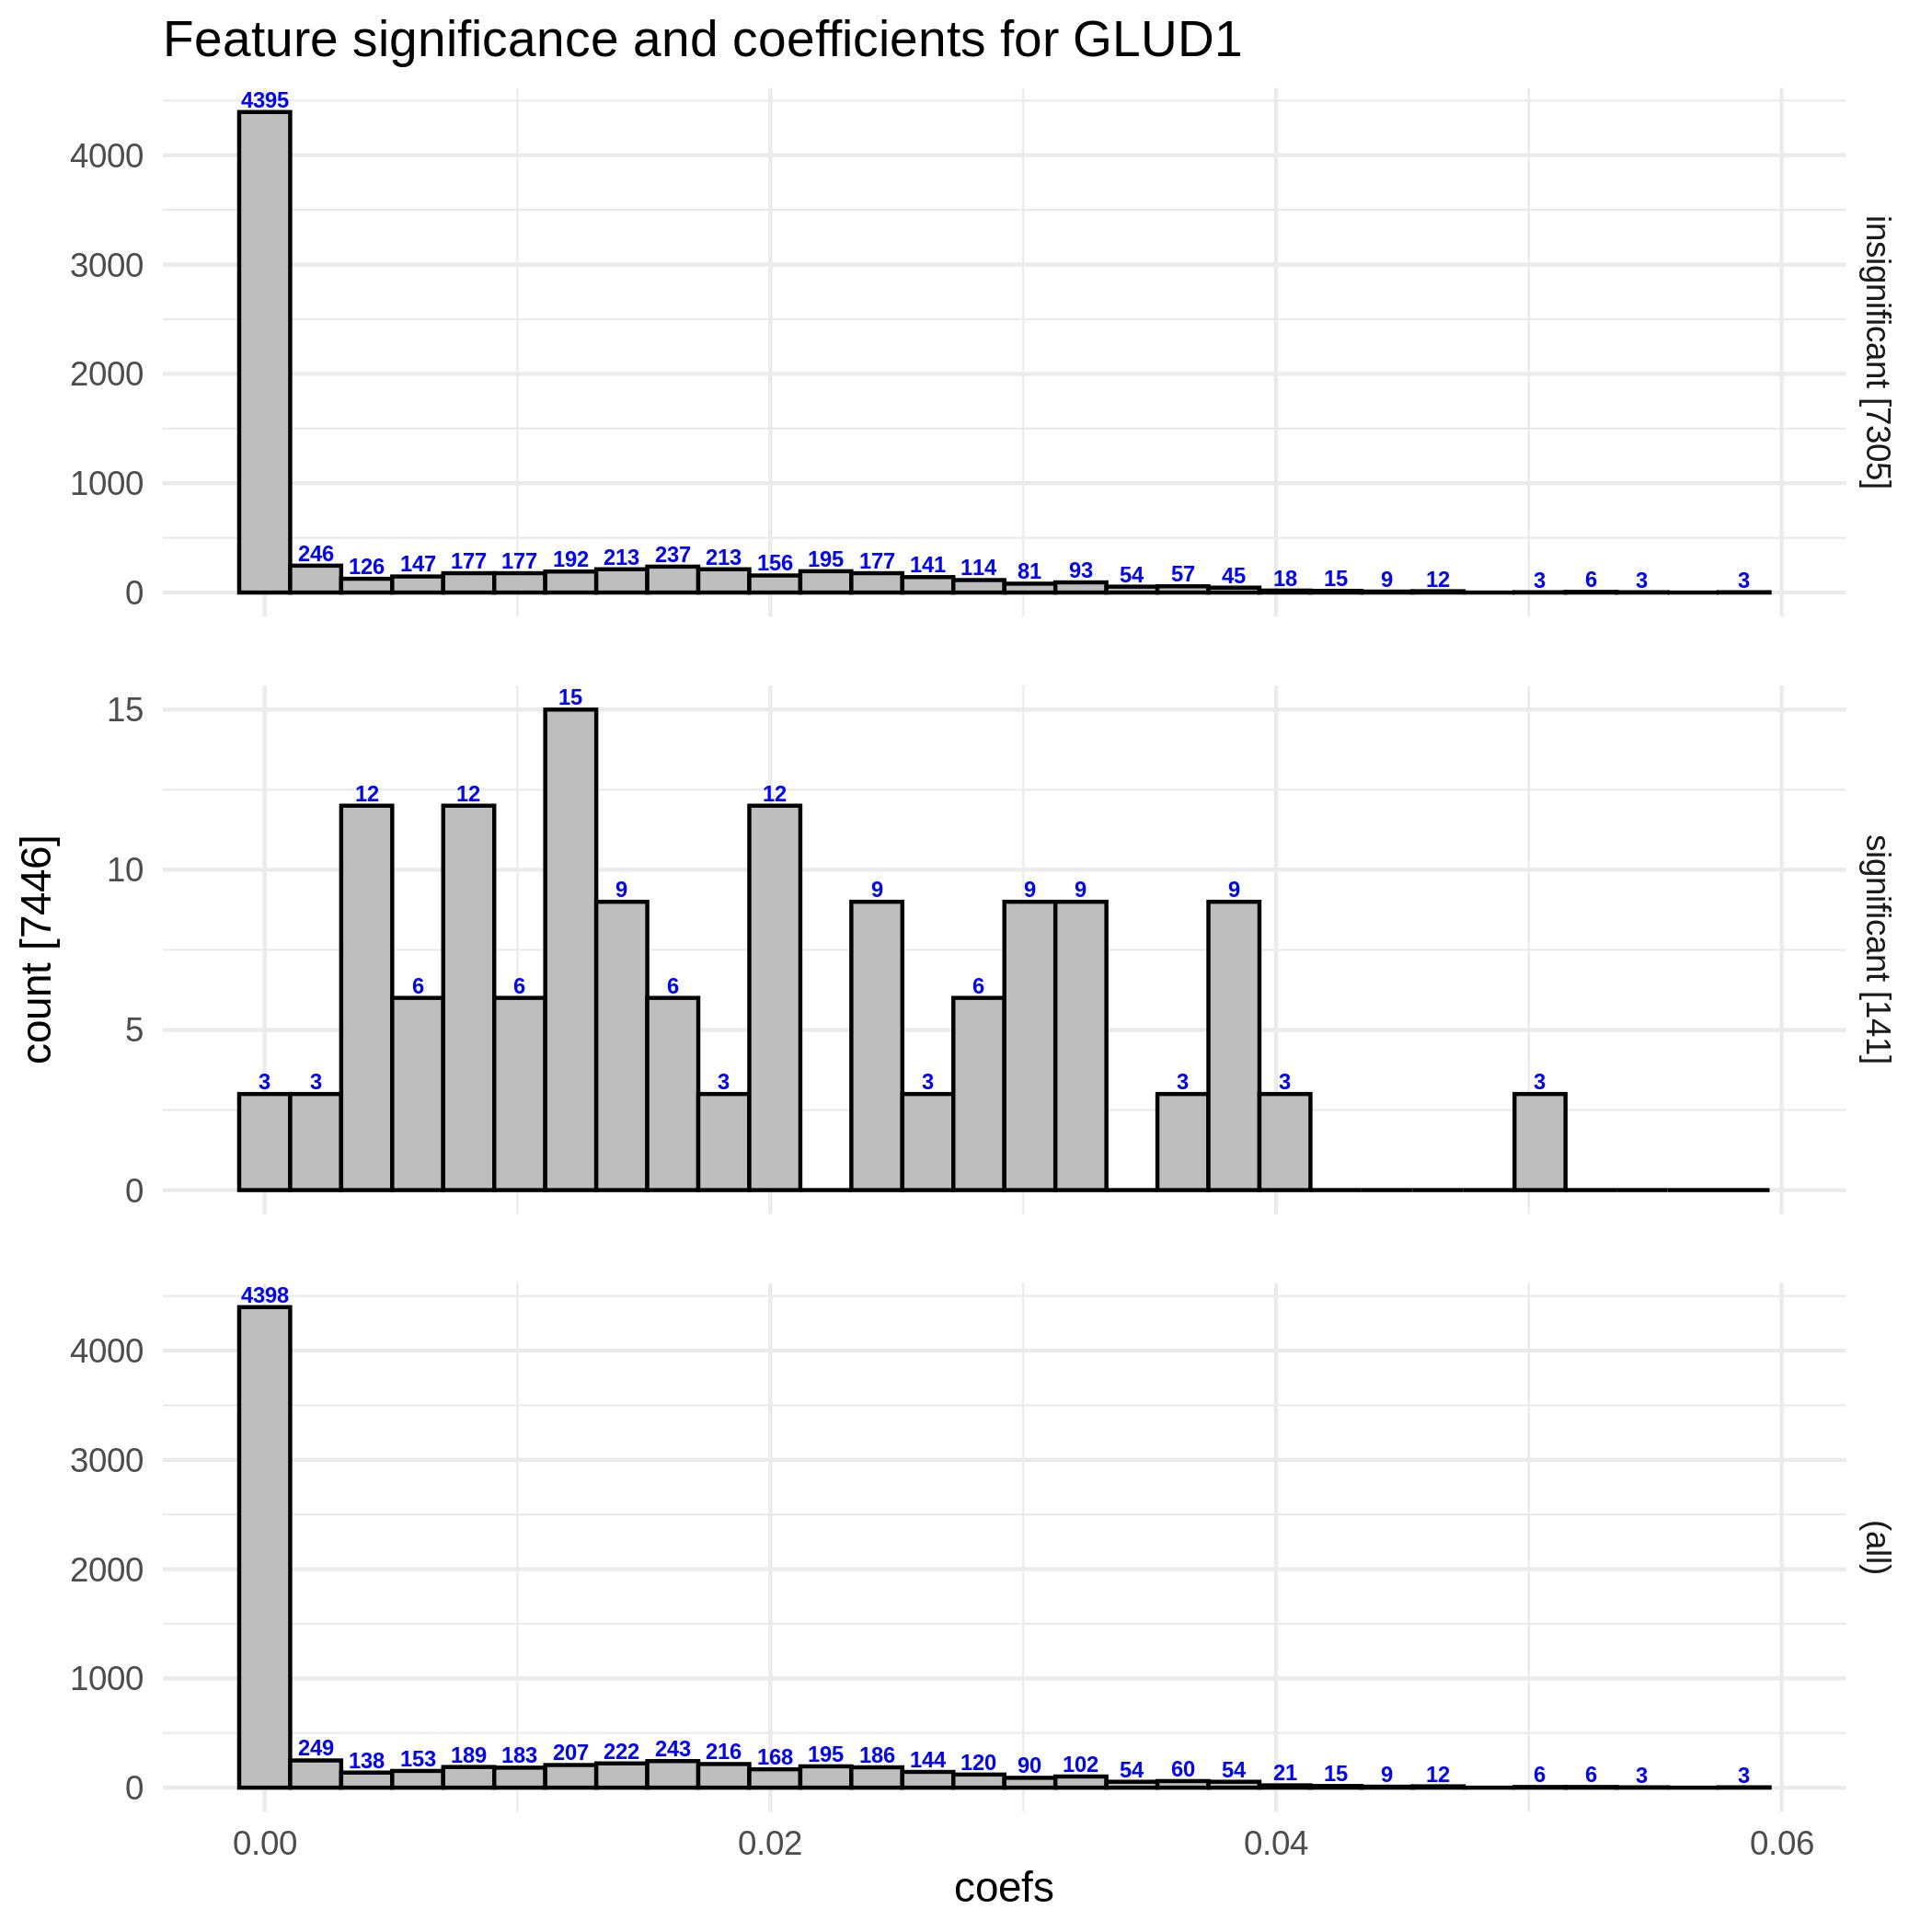 Feature significance and coefficients for GLUD1
4395
4000
3000
2000
1000
246 126 147 177 177 192 213 237 213 156 195 177 141 114 81 93 54 57 45 18 15 9 12 3 6 3 3
0
insignificant [7305]
count [7446]
15
15
12 12 12
10
9 9 9 9 9
6 6 6 6
5
3 3 3 3 3 3 3
0
significant [141]
4398
4000
3000
2000
1000
249 138 153 189 183 207 222 243 216 168 195 186 144 120 90 102 54 60 54 21 15 9 12 6 6 3 3
0
(all)
0.00 0.02 0.04 0.06
coefs